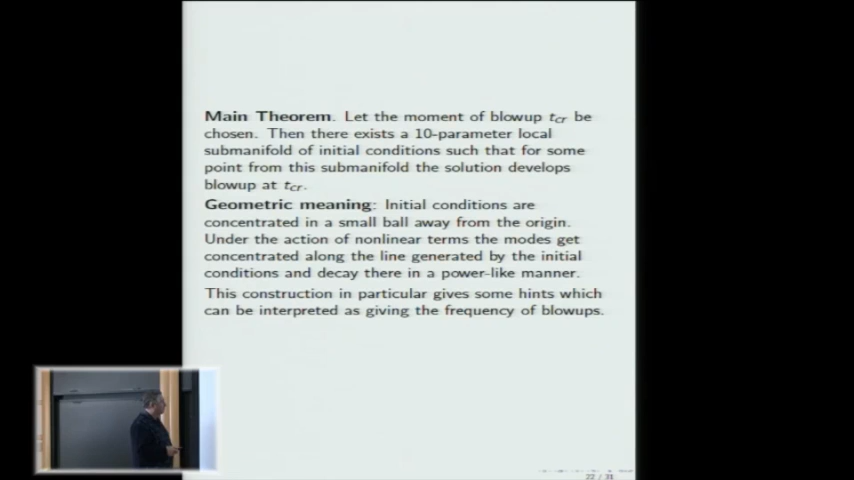 Main Theorem. Let the moment of blowup t_cr be
chosen. Then there exists a 10-parameter local
submanifold of initial conditions such that for some
point from this submanifold the solution develops
blowup at t_cr.
Geometric meaning: Initial conditions are
concentrated in a small ball away from the origin.
Under the action of nonlinear terms the modes get
concentrated along the line generated by the initial
conditions and decay there in a power-like manner.
This construction in particular gives some hints which
can be interpreted as giving the frequency of blowups.
22 / 31